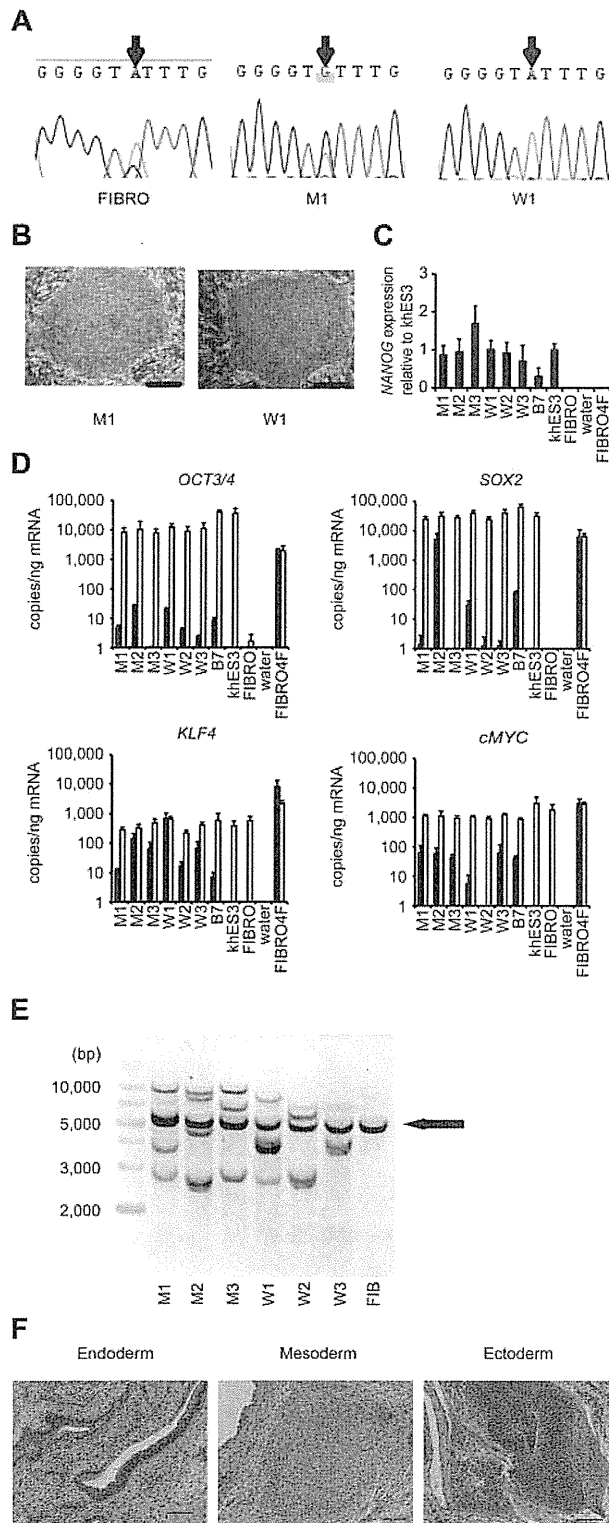 A
G G G G T A T T T G
G G G G T G T T T G
G G G G T A T T T G
FIBRO
M1
W1
B
M1
W1
C
NANOG expression
relative to khES3
3
2
1
0
M1
M2
M3
W1
W2
W3
B7
khES3
FIBRO
water
FIBRO4F
D
OCT3/4
copies/ng mRNA
100,000
10,000
1,000
100
10
1
M1
M2
M3
W1
W2
W3
B7
khES3
FIBRO
water
FIBRO4F
SOX2
copies/ng mRNA
100,000
10,000
1,000
100
10
1
M1
M2
M3
W1
W2
W3
B7
khES3
FIBRO
water
FIBRO4F
KLF4
copies/ng mRNA
100,000
10,000
1,000
100
10
1
M1
M2
M3
W1
W2
W3
B7
khES3
FIBRO
water
FIBRO4F
cMYC
copies/ng mRNA
100,000
10,000
1,000
100
10
1
M1
M2
M3
W1
W2
W3
B7
khES3
FIBRO
water
FIBRO4F
E
(bp)
10,000
5,000
3,000
2,000
M1
M2
M3
W1
W2
W3
FIB
F
Endoderm
Mesoderm
Ectoderm